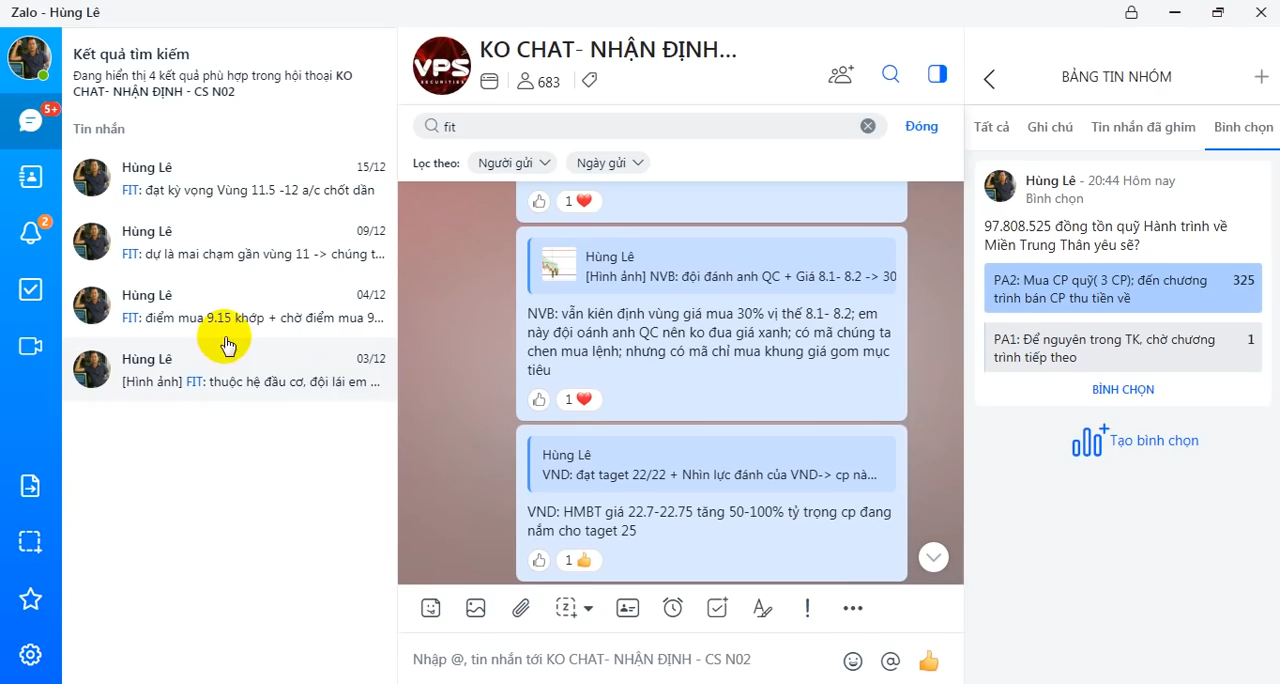 Zalo - Hùng Lê
5+
2
Kết quả tìm kiếm
Đang hiển thị 4 kết quả phù hợp trong hội thoại KO
CHAT- NHẬN ĐỊNH - CS N02
Tin nhắn
Hùng Lê 15/12
FIT: đạt kỳ vọng Vùng 11.5 -12 a/c chốt dần
Hùng Lê 09/12
FIT: dự là mai chạm gần vùng 11 -> chúng t...
Hùng Lê 04/12
FIT: điểm mua 9.15 khớp + chờ điểm mua 9...
Hùng Lê 03/12
[Hình ảnh] FIT: thuộc hệ đầu cơ, đội lái em ...
VPS
SECURITIES
KO CHAT- NHẬN ĐỊNH...
683
fit
Đóng
Lọc theo: Người gửi Ngày gửi
1
Hùng Lê
[Hình ảnh] NVB: đội đánh anh QC + Giá 8.1- 8.2 -> 30
NVB: vẫn kiên định vùng giá mua 30% vị thế 8.1- 8.2; em
này đội oánh anh QC nên ko đua giá xanh; có mã chúng ta
chen mua lệnh; nhưng có mã chỉ mua khung giá gom mục
tiêu
1
Hùng Lê
VND: đạt taget 22/22 + Nhìn lực đánh của VND-> cp nà...
VND: HMBT giá 22.7-22.75 tăng 50-100% tỷ trọng cp đang
nắm cho taget 25
1
Nhập @, tin nhắn tới KO CHAT- NHẬN ĐỊNH - CS N02
BẢNG TIN NHÓM
Tất cả Ghi chú Tin nhắn đã ghim Bình chọn
Hùng Lê - 20:44 Hôm nay
Bình chọn
97.808.525 đồng tồn quỹ Hành trình về
Miền Trung Thân yêu sẽ?
PA2: Mua CP quỹ( 3 CP); đến chương 325
trình bán CP thu tiền về
PA1: Để nguyên trong TK, chờ chương 1
trình tiếp theo
BÌNH CHỌN
Tạo bình chọn